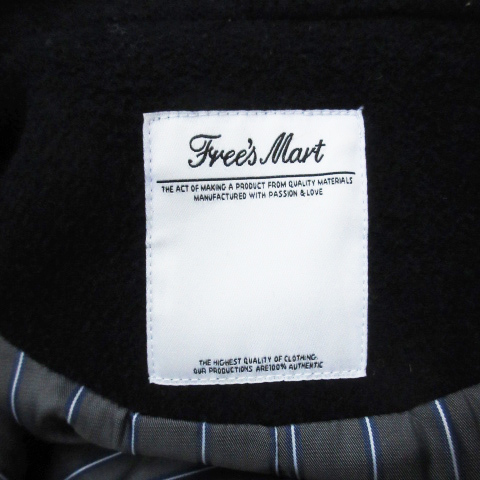 Free's Mart
THE ACT OF MAKING A PRODUCT FROM QUALITY MATERIALS
MANUFACTURED WITH PASSION & LOVE
THE HIGHEST QUALITY OF CLOTHING.
OUR PRODUCTIONS ARE100% AUTHENTIC